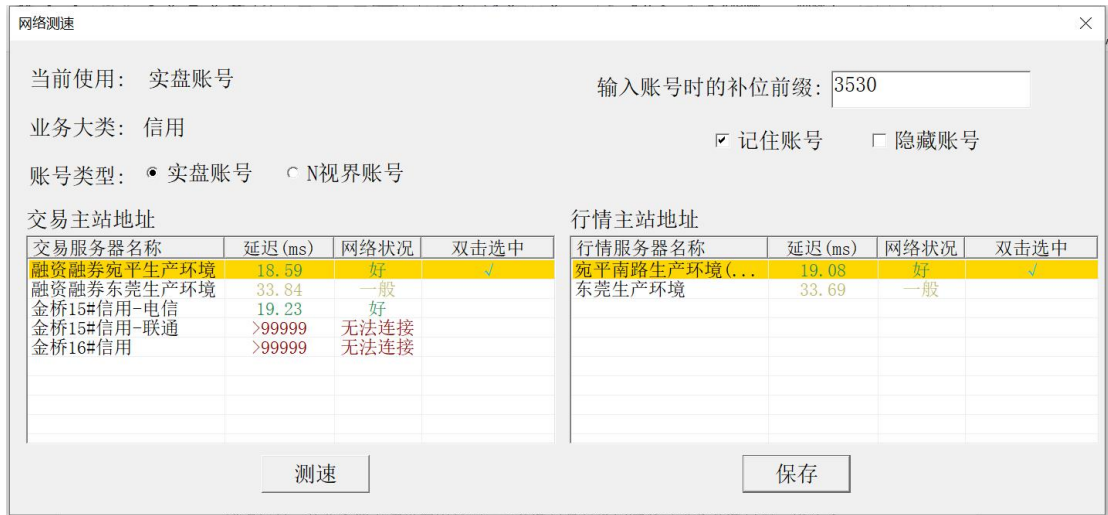 网络测速
当前使用： 实盘账号
输入账号时的补位前缀: 3530
业务大类: 信用
记住账号 隐藏账号
账号类型: 实盘账号 N视界账号
交易主站地址
交易服务器名称 延迟(ms) 网络状况 双击选中
融资融券宛平生产环境 18.59 好 √
融资融券东莞生产环境 33.84 一般
金桥15#信用-电信 19.23 好
金桥15#信用-联通 >99999 无法连接
金桥16#信用 >99999 无法连接
测速
行情主站地址
行情服务器名称 延迟(ms) 网络状况 双击选中
宛平南路生产环境(... 19.08 好 √
东莞生产环境 33.69 一般
保存